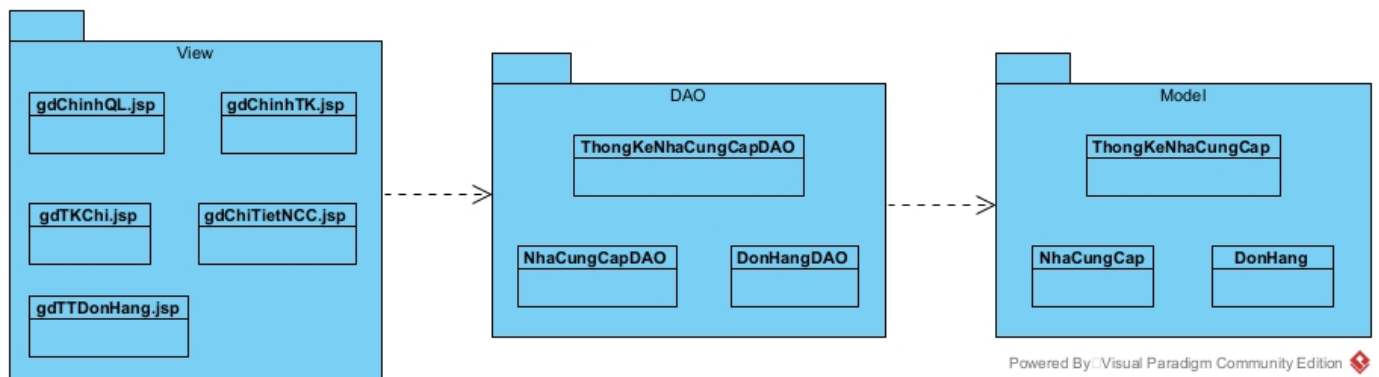 View
gdChinhQL.jsp
gdChinhTK.jsp
gdTKChi.jsp
gdChiTietNCC.jsp
gdTTDonHang.jsp
DAO
ThongKeNhaCungCapDAO
NhaCungCapDAO
DonHangDAO
Model
ThongKeNhaCungCap
NhaCungCap
DonHang
Powered By Visual Paradigm Community Edition